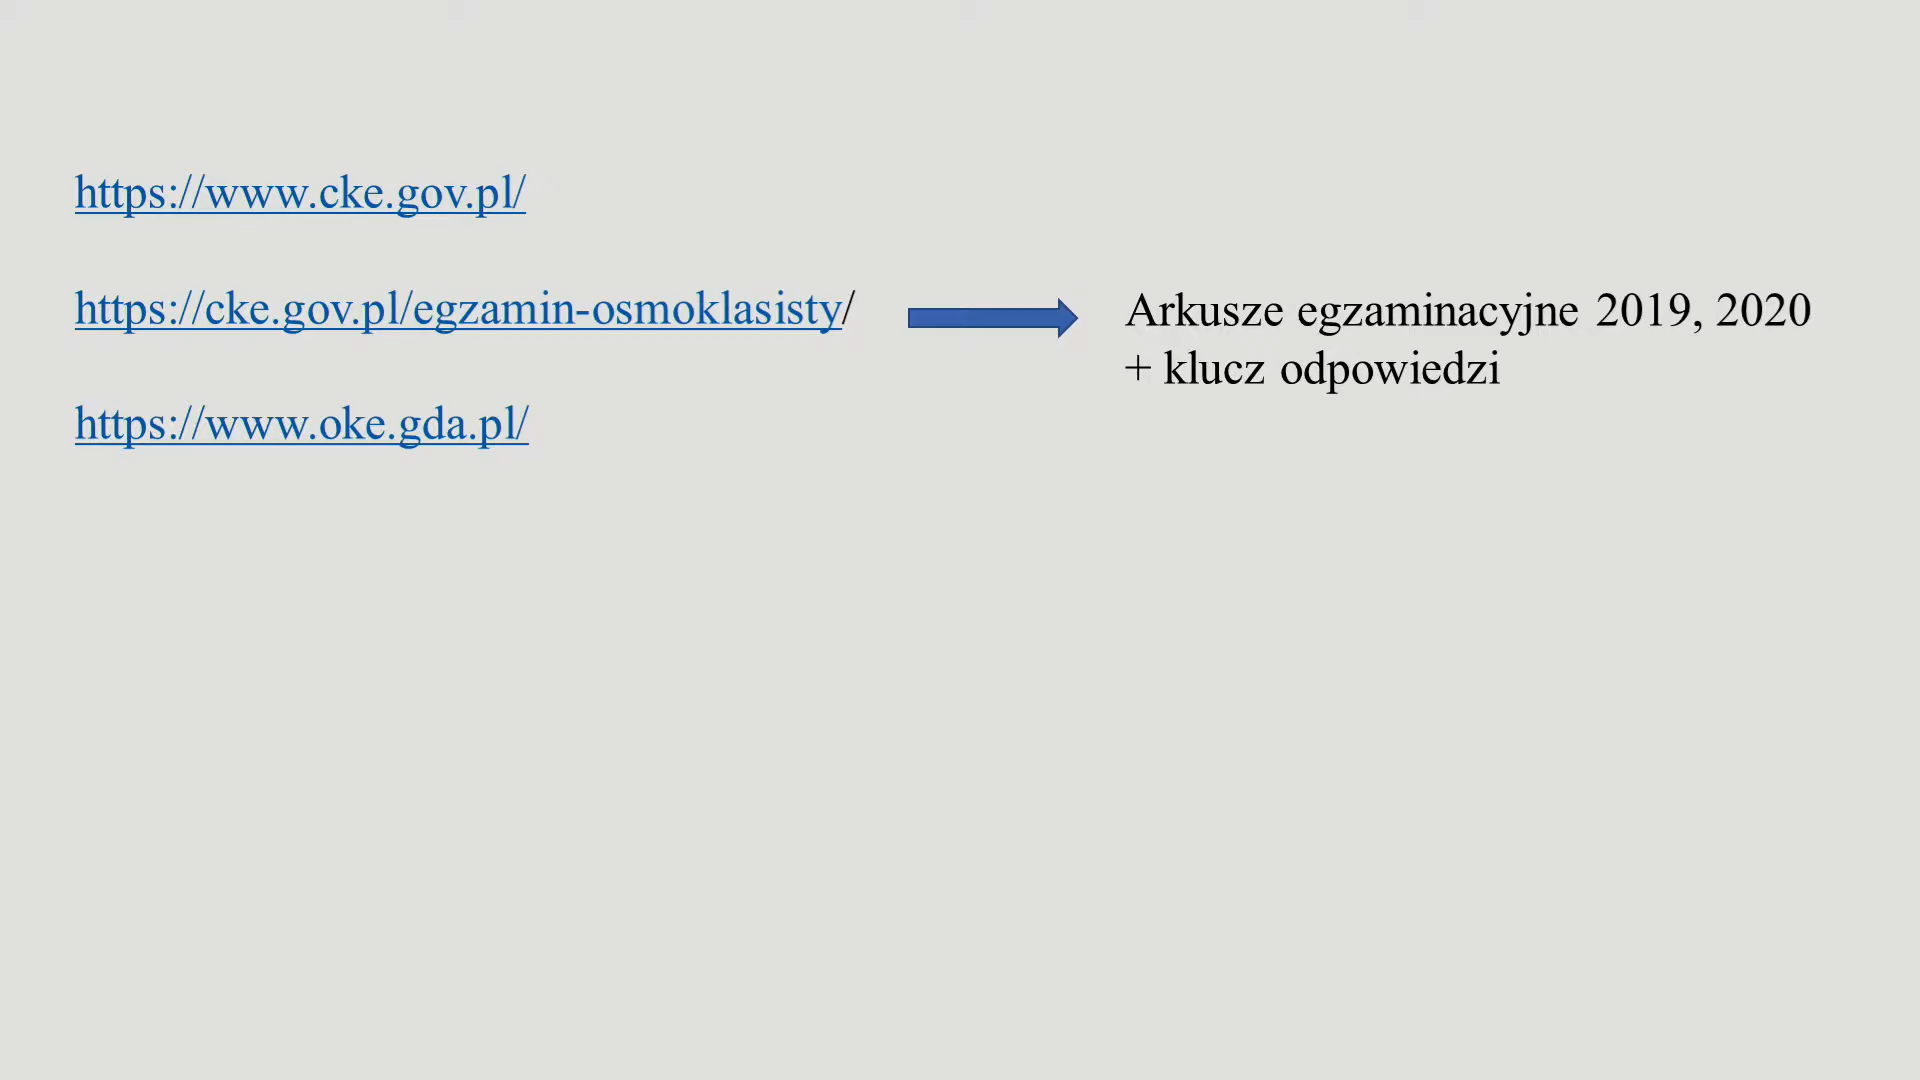 https://www.cke.gov.pl/
https://cke.gov.pl/egzamin-osmoklasisty/
Arkusze egzaminacyjne 2019, 2020
+ klucz odpowiedzi
https://www.oke.gda.pl/